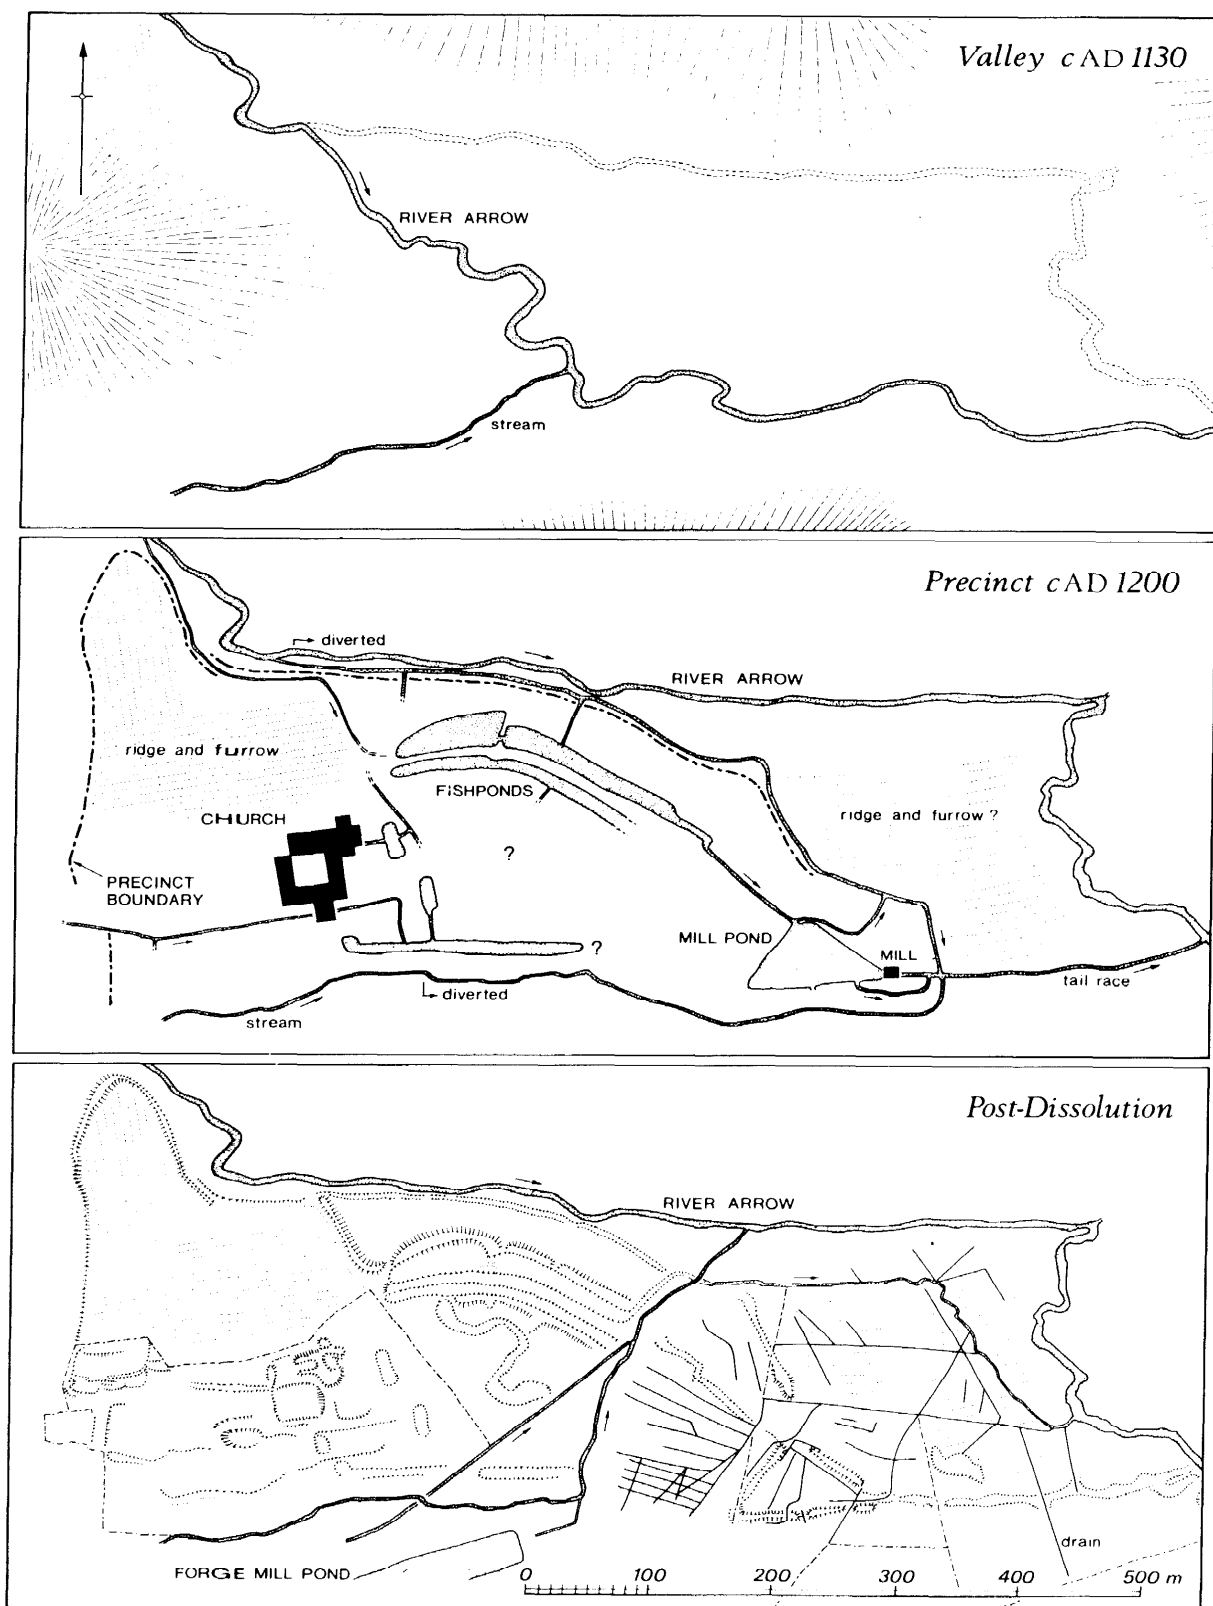 Valley cAD 1130
RIVER ARROW
stream
Precinct cAD 1200
diverted
RIVER ARROW
ridge and furrow
FISHPONDS
CHURCH
ridge and furrow ?
?
PRECINCT
BOUNDARY
MILL POND
?
MILL
tail race
diverted
stream
Post-Dissolution
RIVER ARROW
drain
FORGE MILL POND
0 100 200 300 400 500 m